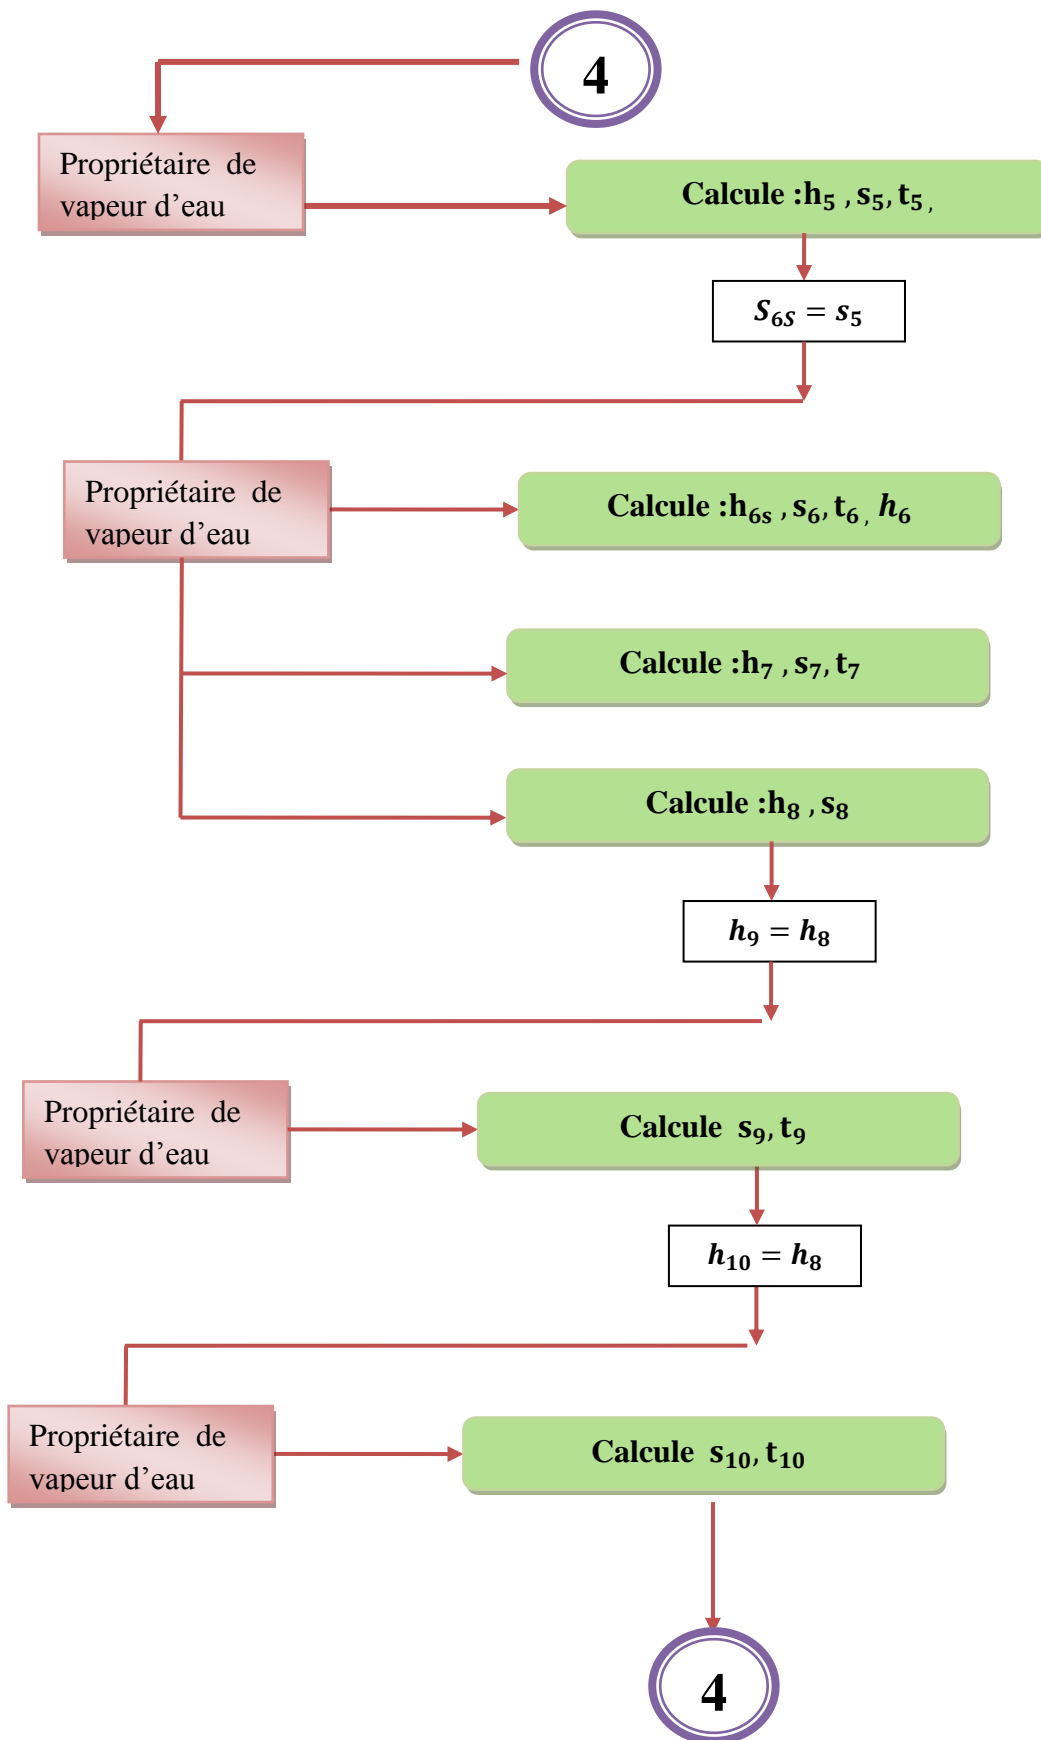 4
Propriétaire de
vapeur d'eau
Calcule :h₅ , s₅, t₅ ,
S₆S = s₅
Propriétaire de
vapeur d'eau
Calcule :h₆s , s₆, t₆ , h₆
Calcule :h₇ , s₇, t₇
Calcule :h₈ , s₈
h₉ = h₈
Propriétaire de
vapeur d'eau
Calcule s₉, t₉
h₁₀ = h₈
Propriétaire de
vapeur d'eau
Calcule s₁₀, t₁₀
4